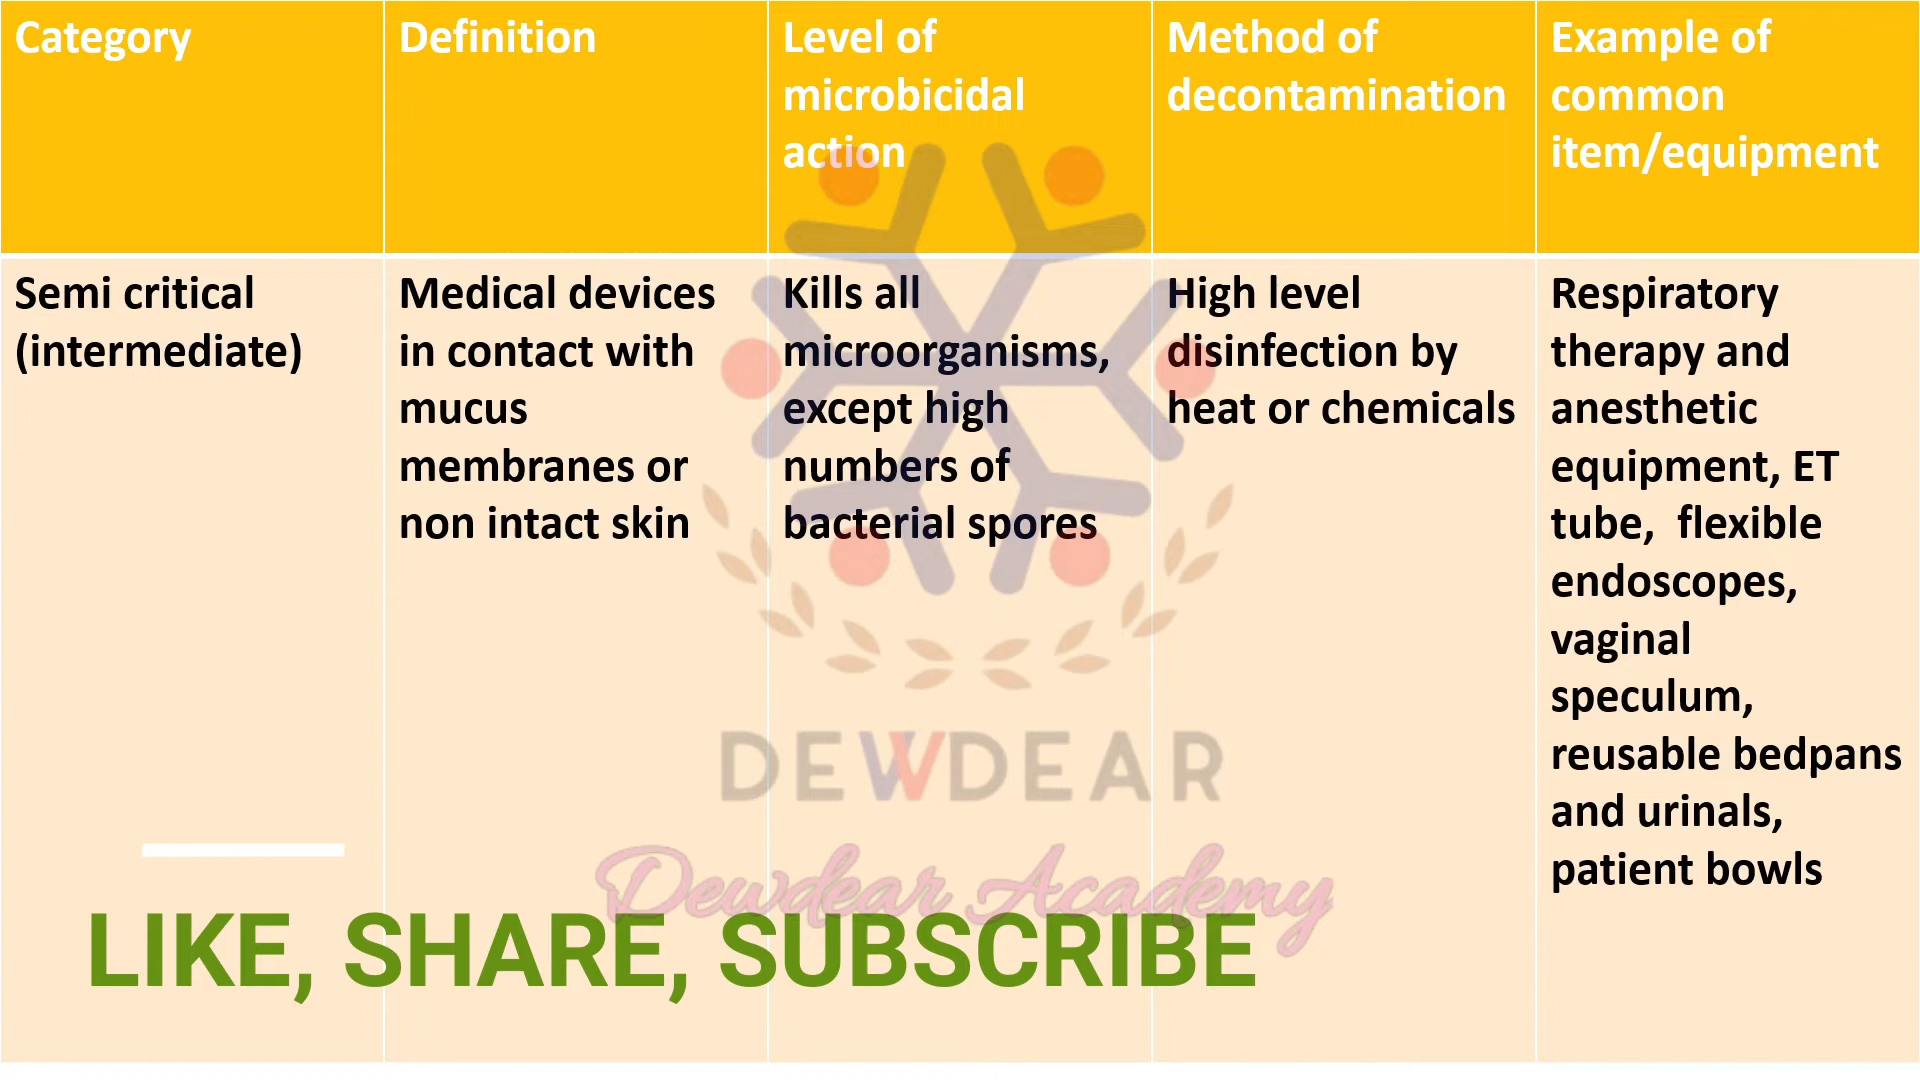 Category
Definition
Level of
microbicidal
action
Method of
decontamination
Example of
common
item/equipment
Semi critical
(intermediate)
Medical devices
in contact with
mucus
membranes or
non intact skin
Kills all
microorganisms,
except high
numbers of
bacterial spores
High level
disinfection by
heat or chemicals
Respiratory
therapy and
anesthetic
equipment, ET
tube,  flexible
endoscopes,
vaginal
speculum,
reusable bedpans
and urinals,
patient bowls
DEWDEAR
Dewdear Academy
LIKE, SHARE, SUBSCRIBE